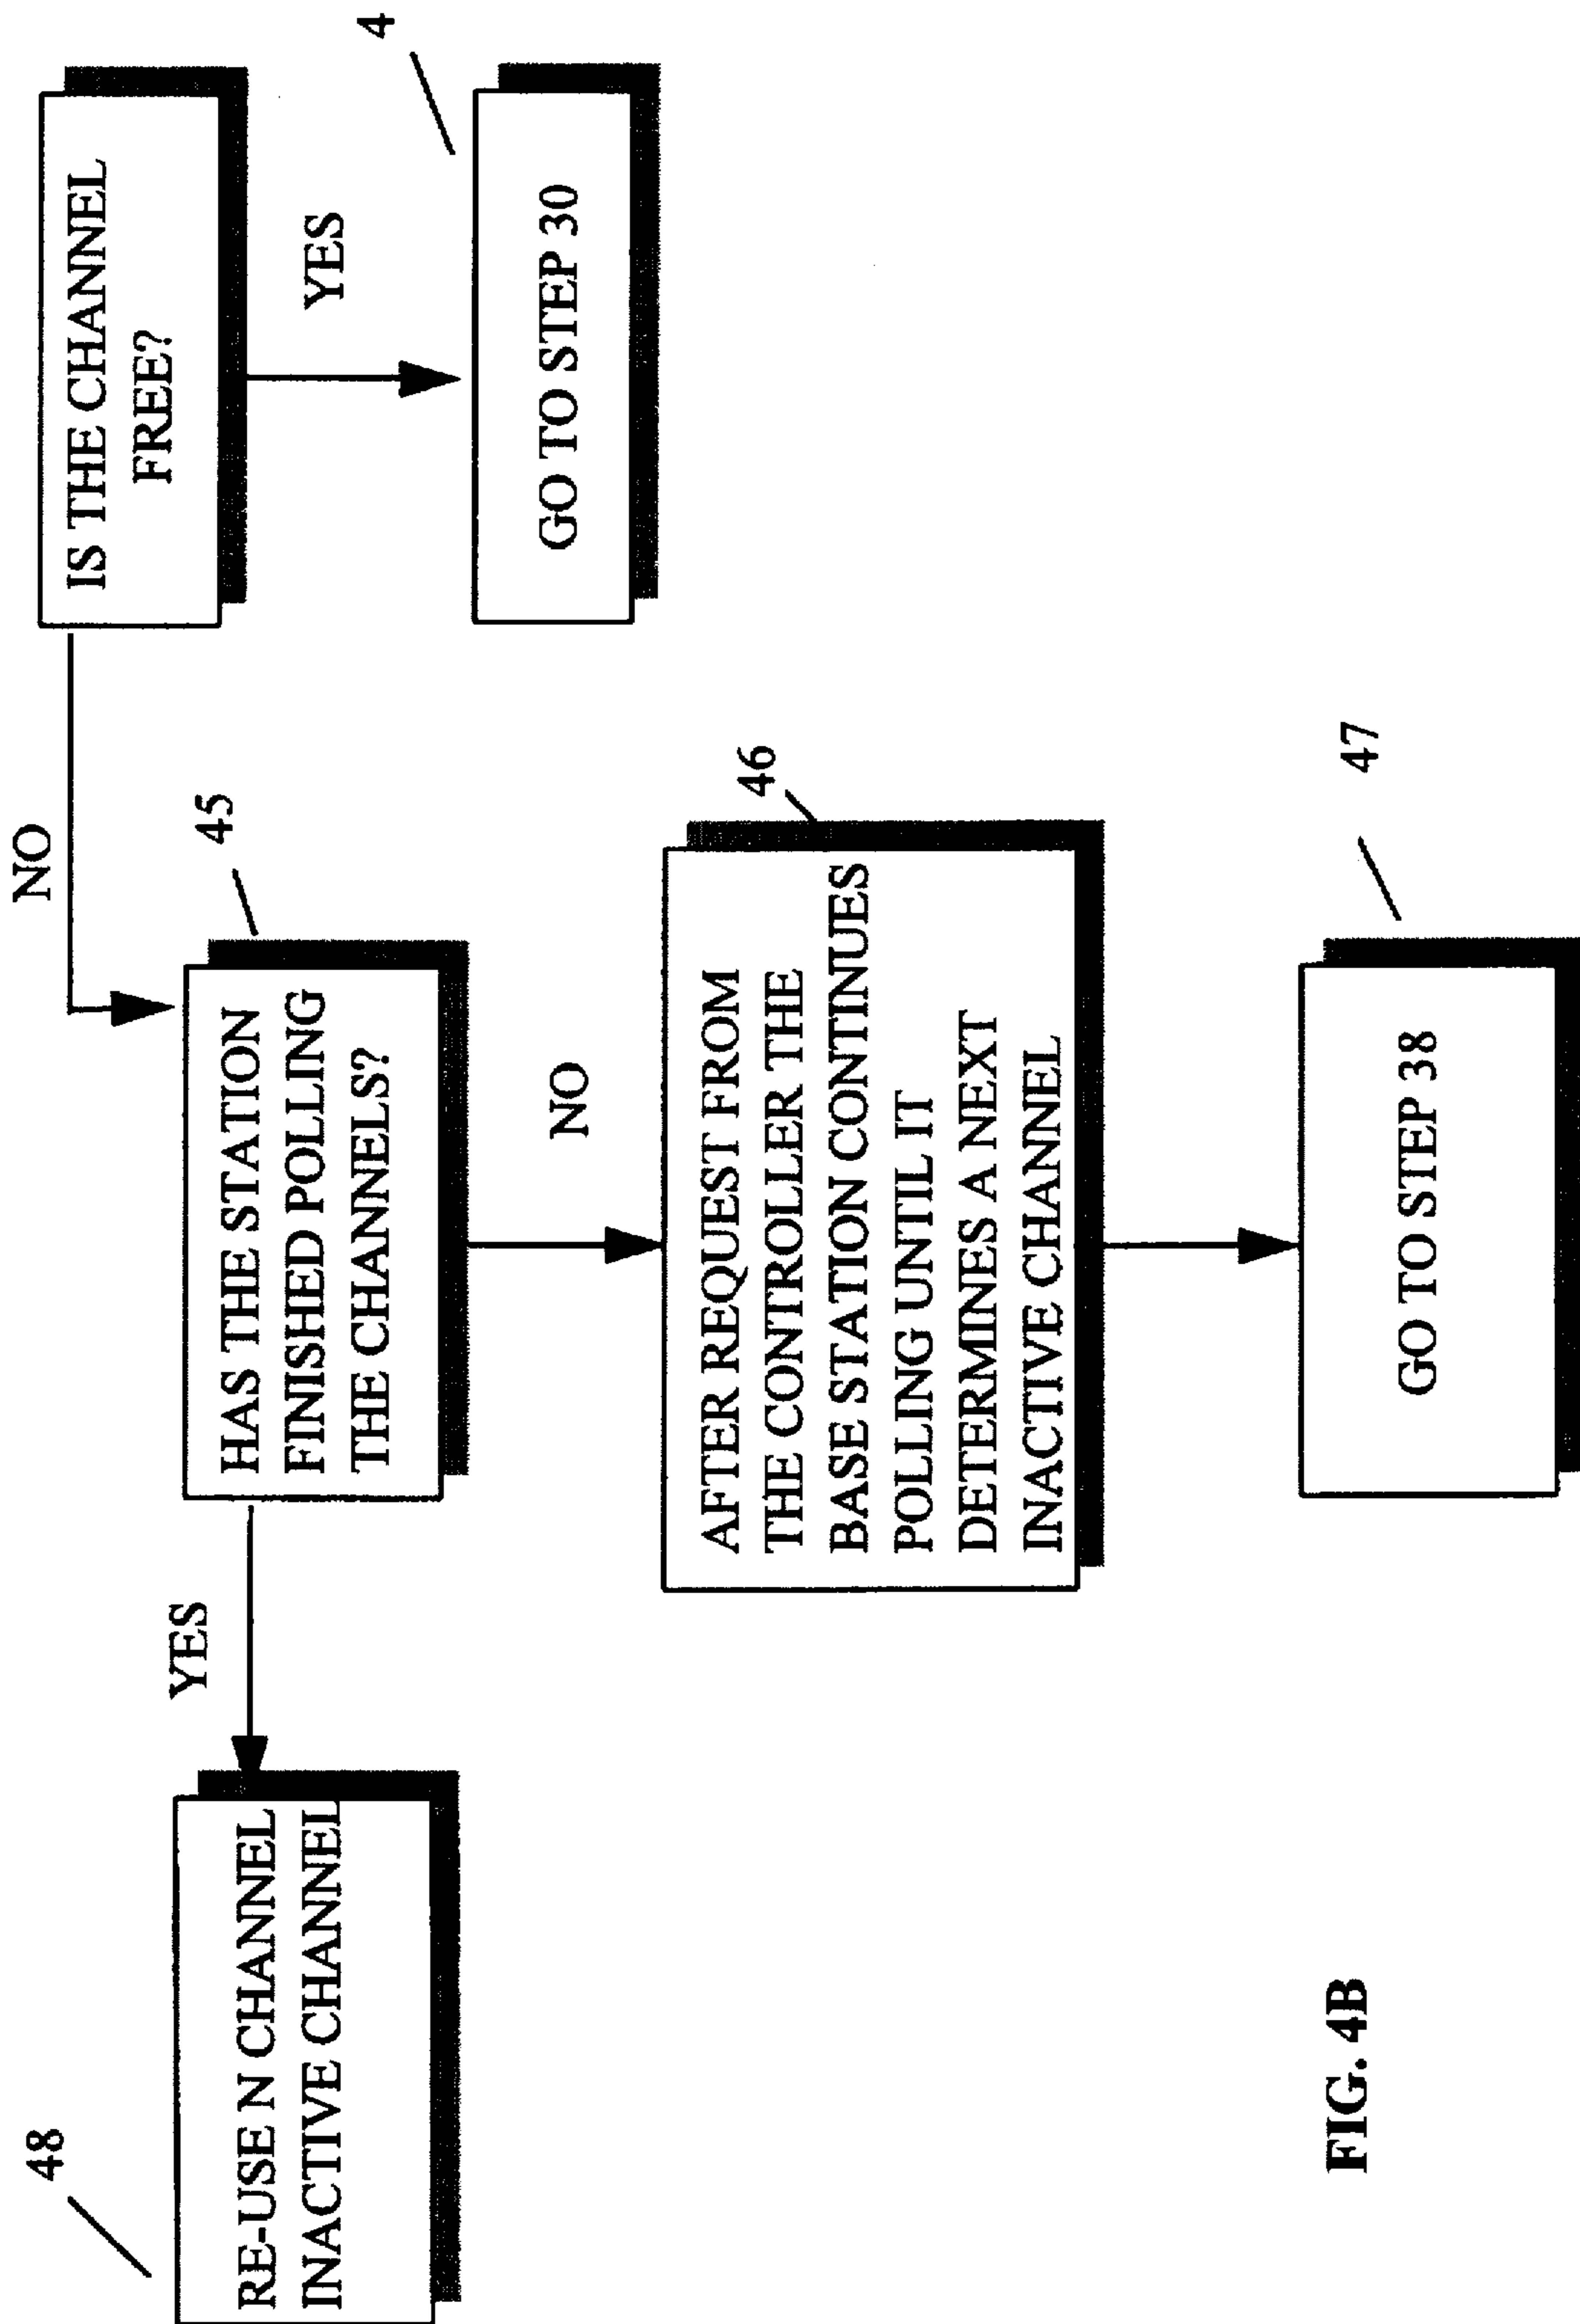 IS THE CHANNEL
FREE?
NO
YES
4
GO TO STEP 30
45
HAS THE STATION
FINISHED POLLING
THE CHANNELS?
YES
NO
48
RE-USE N CHANNEL
INACTIVE CHANNEL
46
AFTER REQUEST FROM
THE CONTROLLER THE
BASE STATION CONTINUES
POLLING UNTIL IT
DETERMINES A NEXT
INACTIVE CHANNEL
47
GO TO STEP 38
FIG. 4B